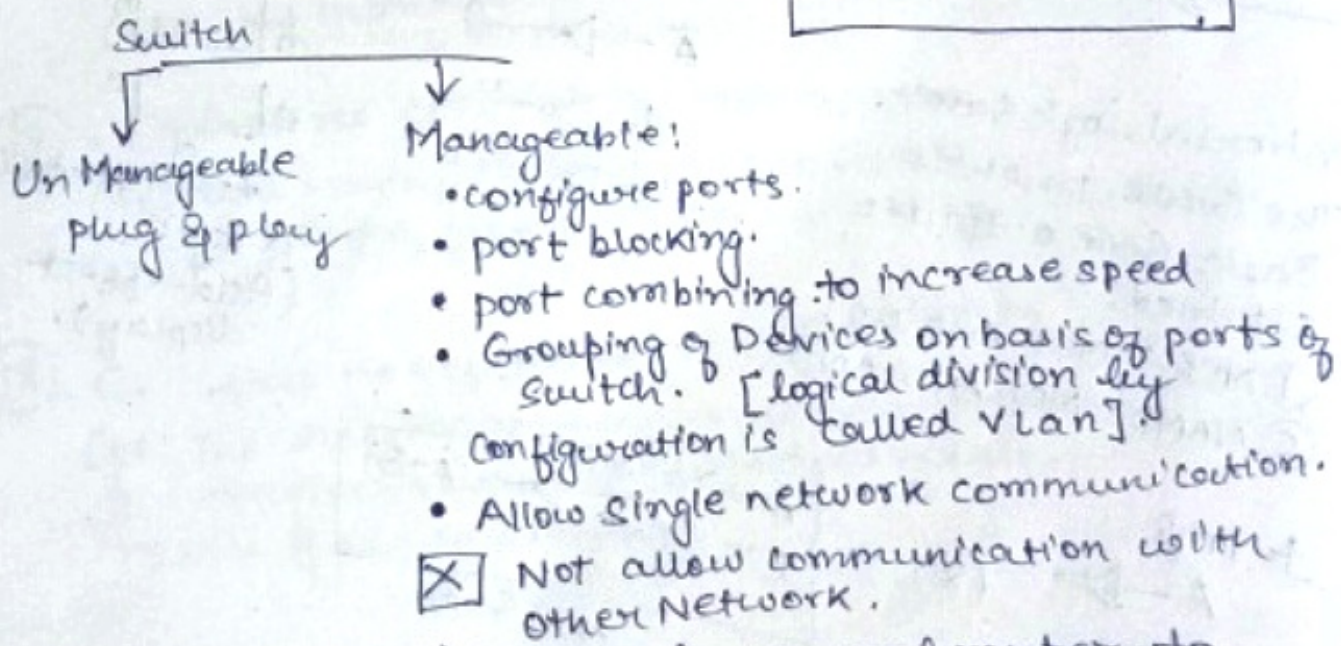 Switch
Un Manageable
plug & play
Manageable:
• configure ports.
• port blocking.
• port combining to increase speed
• Grouping of Devices on basis of ports of
switch. [logical division by
configuration is called VLan].
• Allow single network communication.
[X] Not allow communication with
other Network.